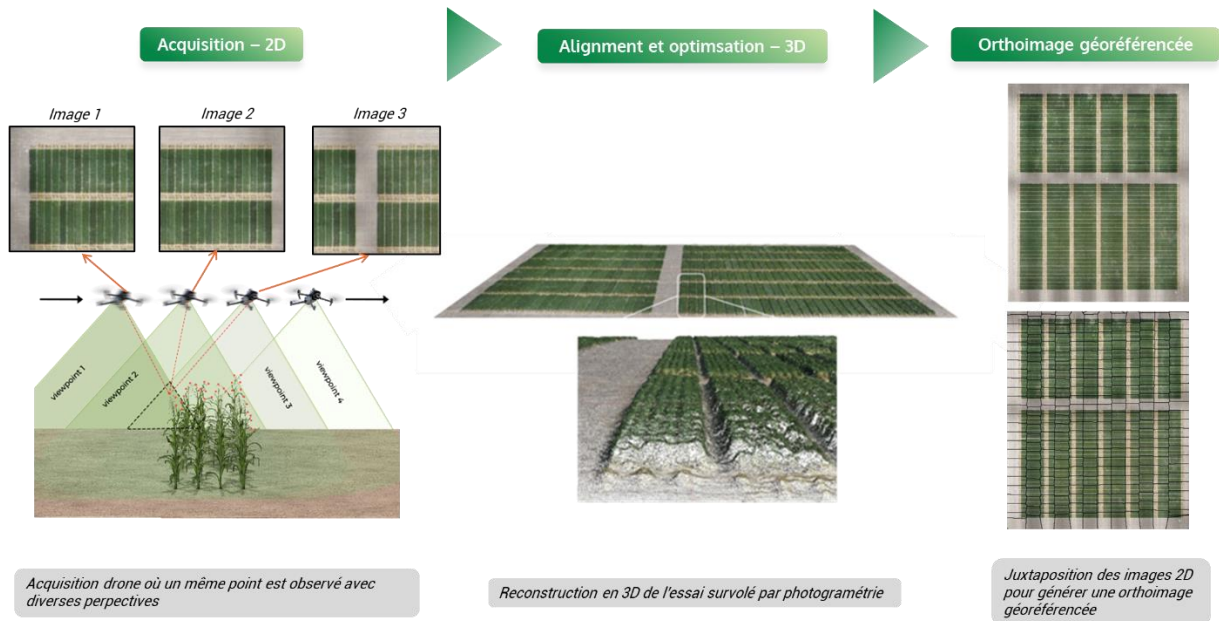 Acquisition – 2D
Alignment et optimsation – 3D
Orthoimage géoréférencée
Image 1
Image 2
Image 3
viewpoint 1
viewpoint 2
viewpoint 3
viewpoint 4
Acquisition drone où un même point est observé avec
diverses perpectives
Reconstruction en 3D de l'essai survolé par photogramétrie
Juxtaposition des images 2D
pour générer une orthoimage
géoréférencée